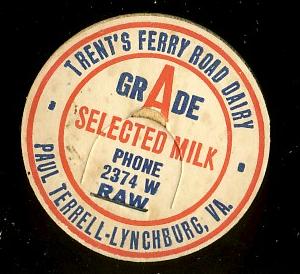 TRENT'S FERRY ROAD DAIRY
GRADE
SELECTED MILK
PHONE
2374 W
RAW
PAUL TERRELL-LYNCHBURG, VA.